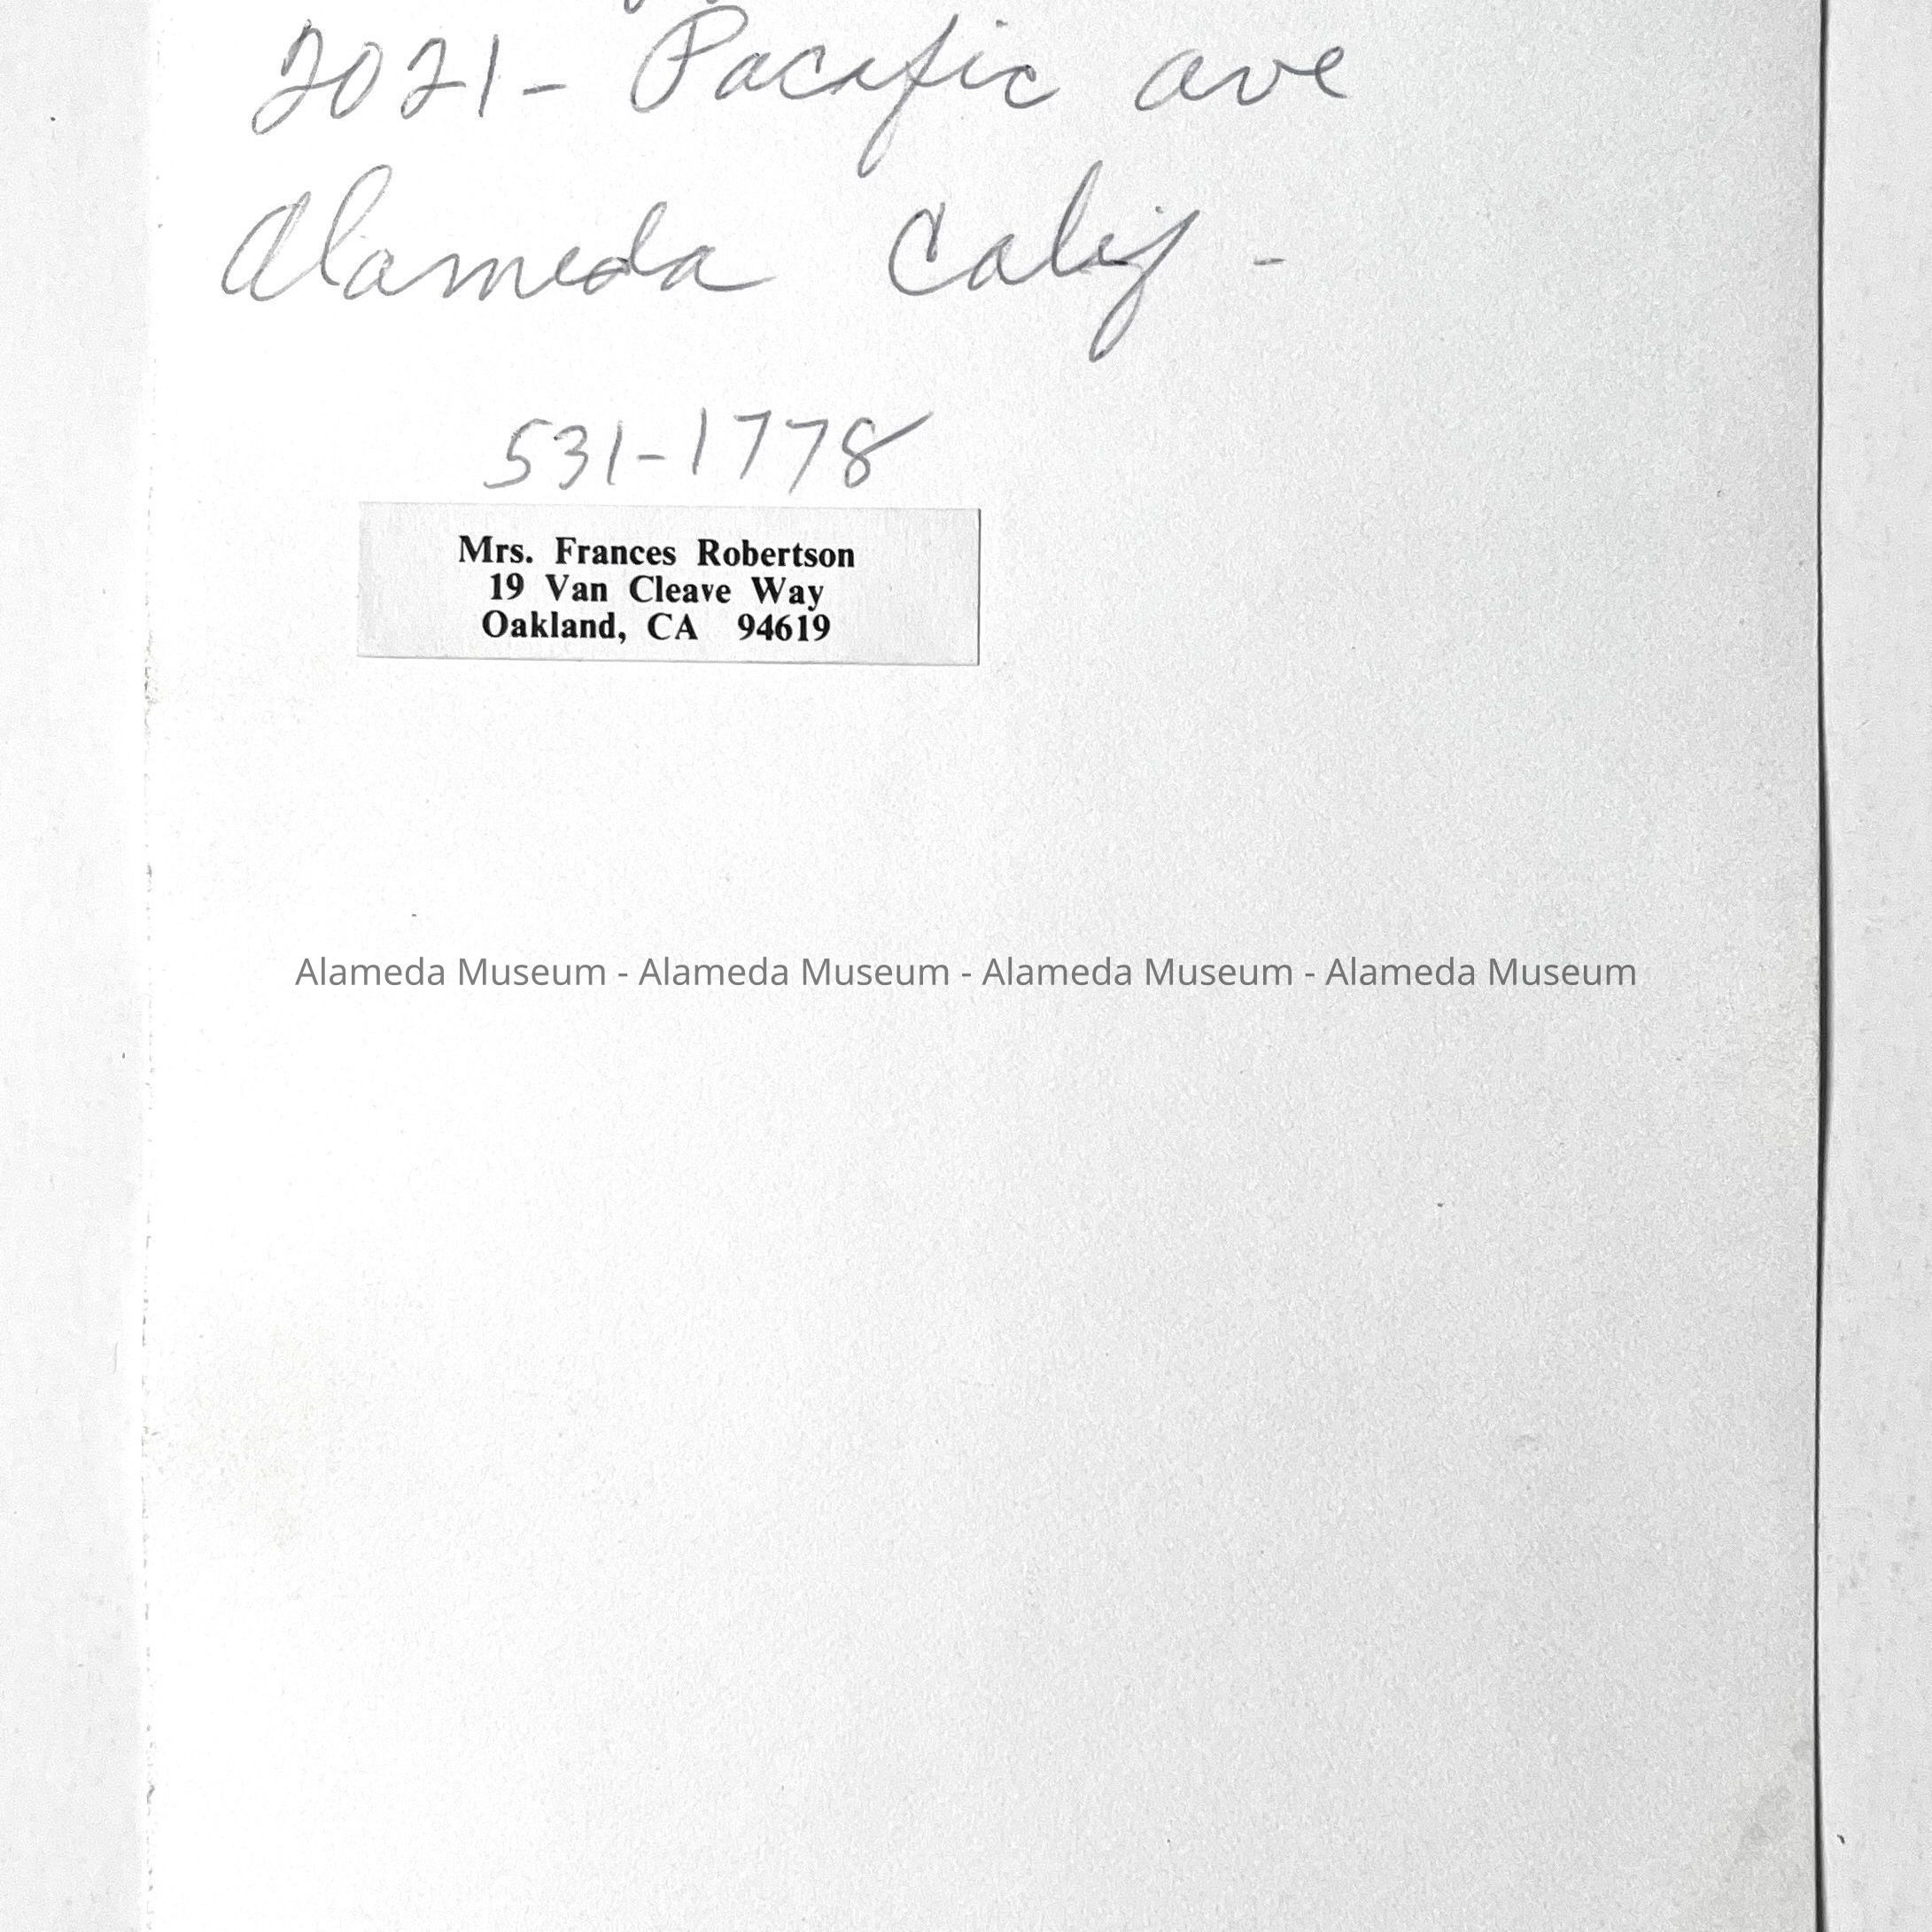 2021- Pacific ave
Alameda Calif -
531-1778
Mrs. Frances Robertson
19 Van Cleave Way
Oakland, CA 94619
Alameda Museum - Alameda Museum - Alameda Museum - Alameda Museum